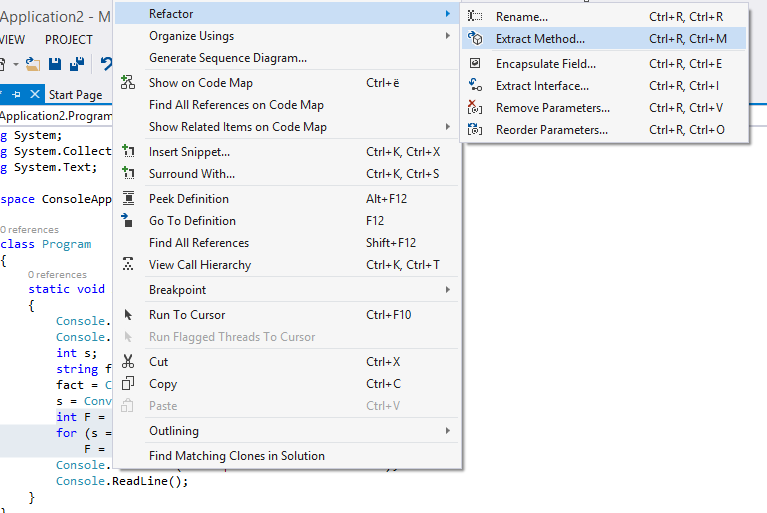 Application2 - M
VIEW PROJECT
Start Page
Application2.Program
g System;
g System.Collect
g System.Text;
space ConsoleApp
0 references
class Program
{
0 references
static void
{
Console.
Console.
int s;
string f
fact = C
s = Conv
int F =
for (s =
F =
Console.
Console.ReadLine();
}
Refactor
Organize Usings
Generate Sequence Diagram...
Show on Code Map Ctrl+ë
Find All References on Code Map
Show Related Items on Code Map
Insert Snippet... Ctrl+K, Ctrl+X
Surround With... Ctrl+K, Ctrl+S
Peek Definition Alt+F12
Go To Definition F12
Find All References Shift+F12
View Call Hierarchy Ctrl+K, Ctrl+T
Breakpoint
Run To Cursor Ctrl+F10
Run Flagged Threads To Cursor
Cut Ctrl+X
Copy Ctrl+C
Paste Ctrl+V
Outlining
Find Matching Clones in Solution
Rename... Ctrl+R, Ctrl+R
Extract Method... Ctrl+R, Ctrl+M
Encapsulate Field... Ctrl+R, Ctrl+E
Extract Interface... Ctrl+R, Ctrl+I
Remove Parameters... Ctrl+R, Ctrl+V
Reorder Parameters... Ctrl+R, Ctrl+O